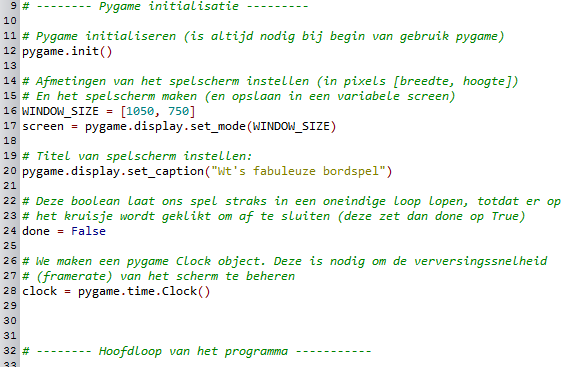 9 # -------- Pygame initialisatie ---------
10
11 # Pygame initialiseren (is altijd nodig bij begin van gebruik pygame)
12 pygame.init()
13
14 # Afmetingen van het spelscherm instellen (in pixels [breedte, hoogte])
15 # En het spelscherm maken (en opslaan in een variabele screen)
16 WINDOW_SIZE = [1050, 750]
17 screen = pygame.display.set_mode(WINDOW_SIZE)
18
19 # Titel van spelscherm instellen:
20 pygame.display.set_caption("Wt's fabuleuze bordspel")
21
22 # Deze boolean laat ons spel straks in een oneindige loop lopen, totdat er op
23 # het kruisje wordt geklikt om af te sluiten (deze zet dan done op True)
24 done = False
25
26 # We maken een pygame Clock object. Deze is nodig om de verversingssnelheid
27 # (framerate) van het scherm te beheren
28 clock = pygame.time.Clock()
29
30
31
32 # -------- Hoofdloop van het programma -----------
33